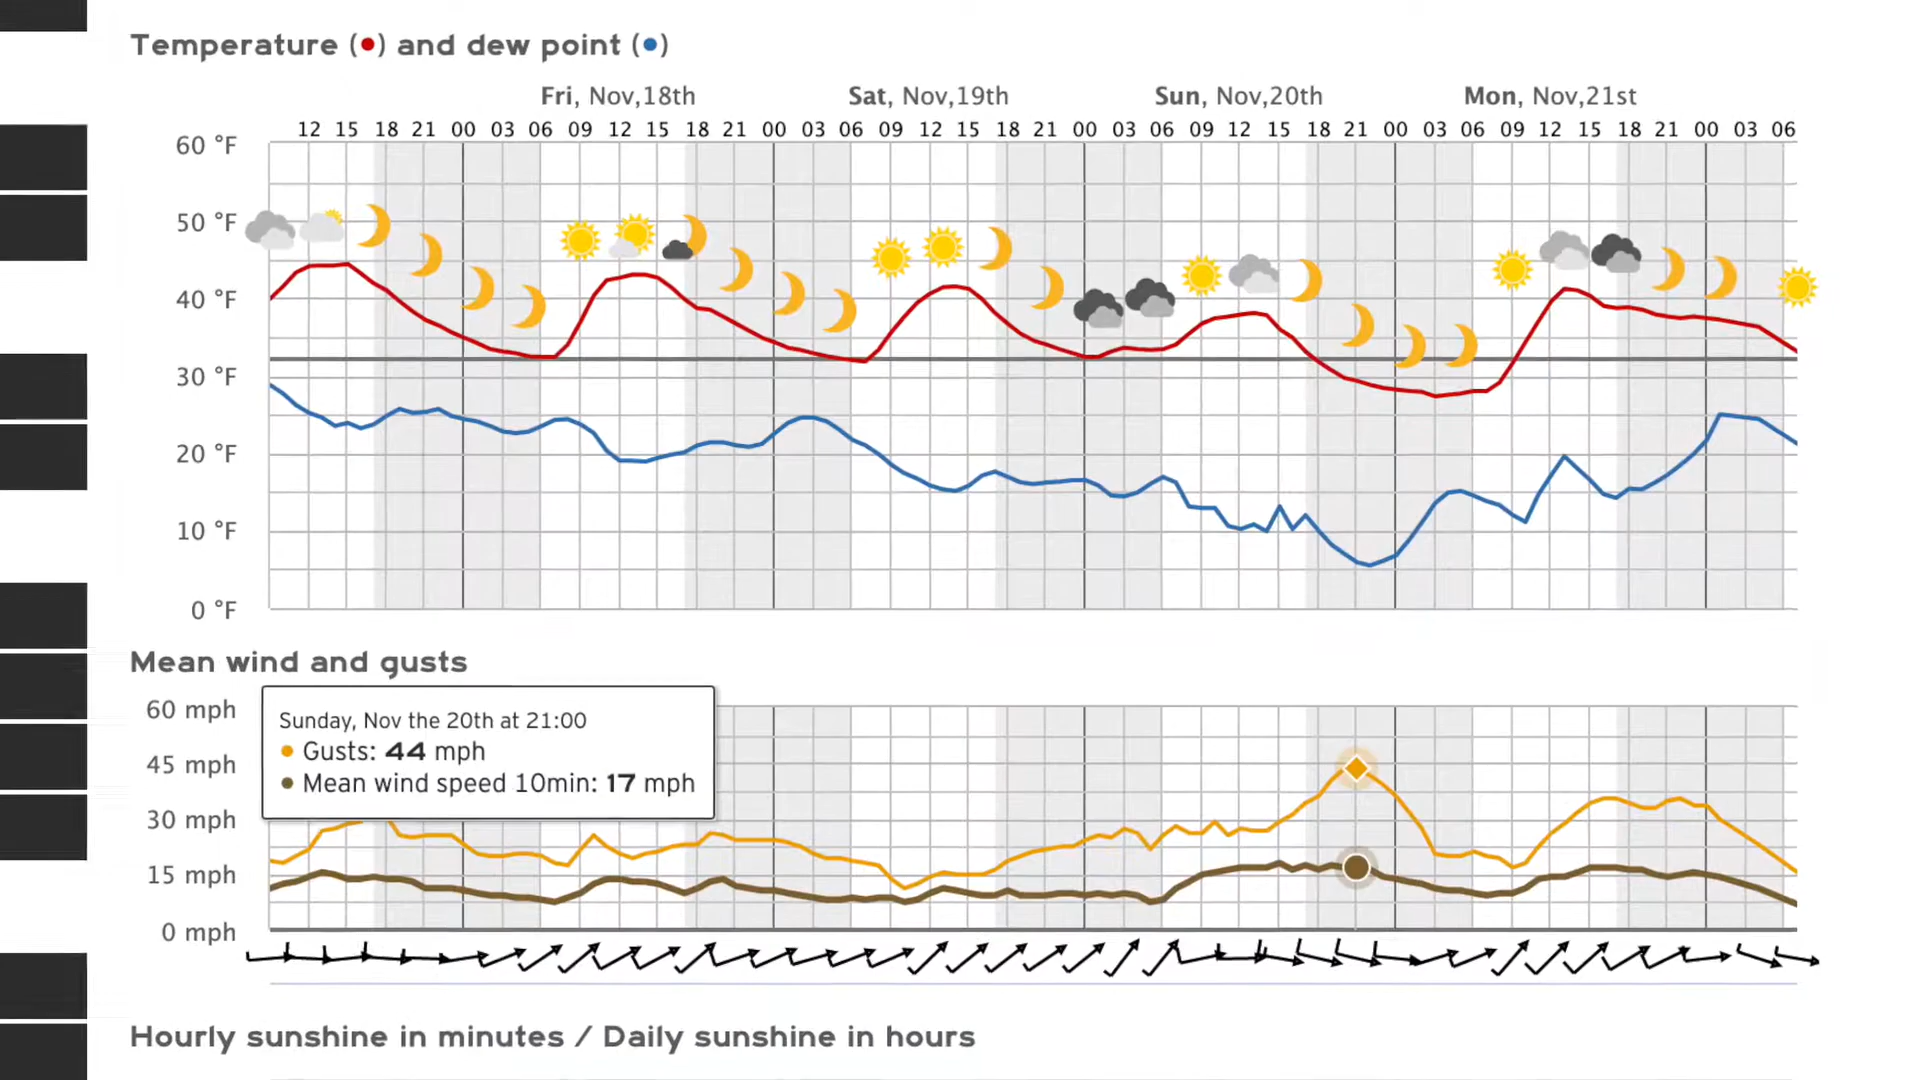 Temperature (●) and dew point (●)
Fri, Nov,18th Sat, Nov,19th Sun, Nov,20th Mon, Nov,21st
12 15 18 21 00 03 06 09 12 15 18 21 00 03 06 09 12 15 18 21 00 03 06 09 12 15 18 21 00 03 06 09 12 15 18 21 00 03 06
60 °F
50 °F
40 °F
30 °F
20 °F
10 °F
0 °F
Mean wind and gusts
60 mph
Sunday, Nov the 20th at 21:00
● Gusts: 44 mph
45 mph
● Mean wind speed 10min: 17 mph
30 mph
15 mph
0 mph
Hourly sunshine in minutes / Daily sunshine in hours